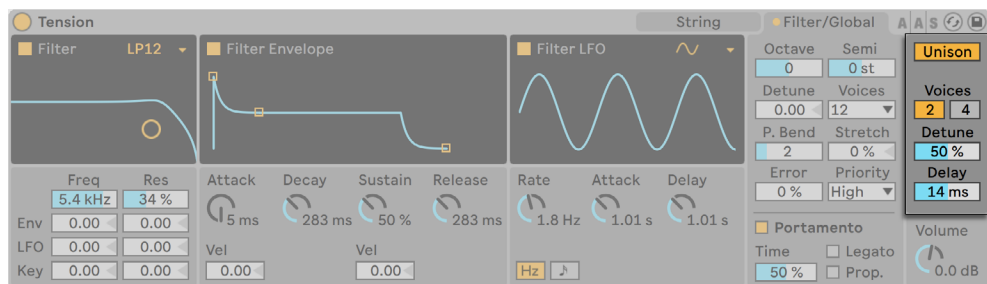 Tension String Filter/Global A A S
Filter LP12 Filter Envelope Filter LFO
Octave Semi
0 0 st
Detune Voices
0.00 12
P. Bend Stretch
2 0 %
Error Priority
0 % High
Unison
Voices
2 4
Detune
50 %
Delay
14 ms
Freq Res
5.4 kHz 34 %
Env 0.00 0.00
LFO 0.00 0.00
Key 0.00 0.00
Attack Decay Sustain Release
5 ms 283 ms 50 % 283 ms
Vel Vel
0.00 0.00
Rate Attack Delay
1.8 Hz 1.01 s 1.01 s
Hz
Portamento
Time Legato
50 % Prop.
Volume
0.0 dB